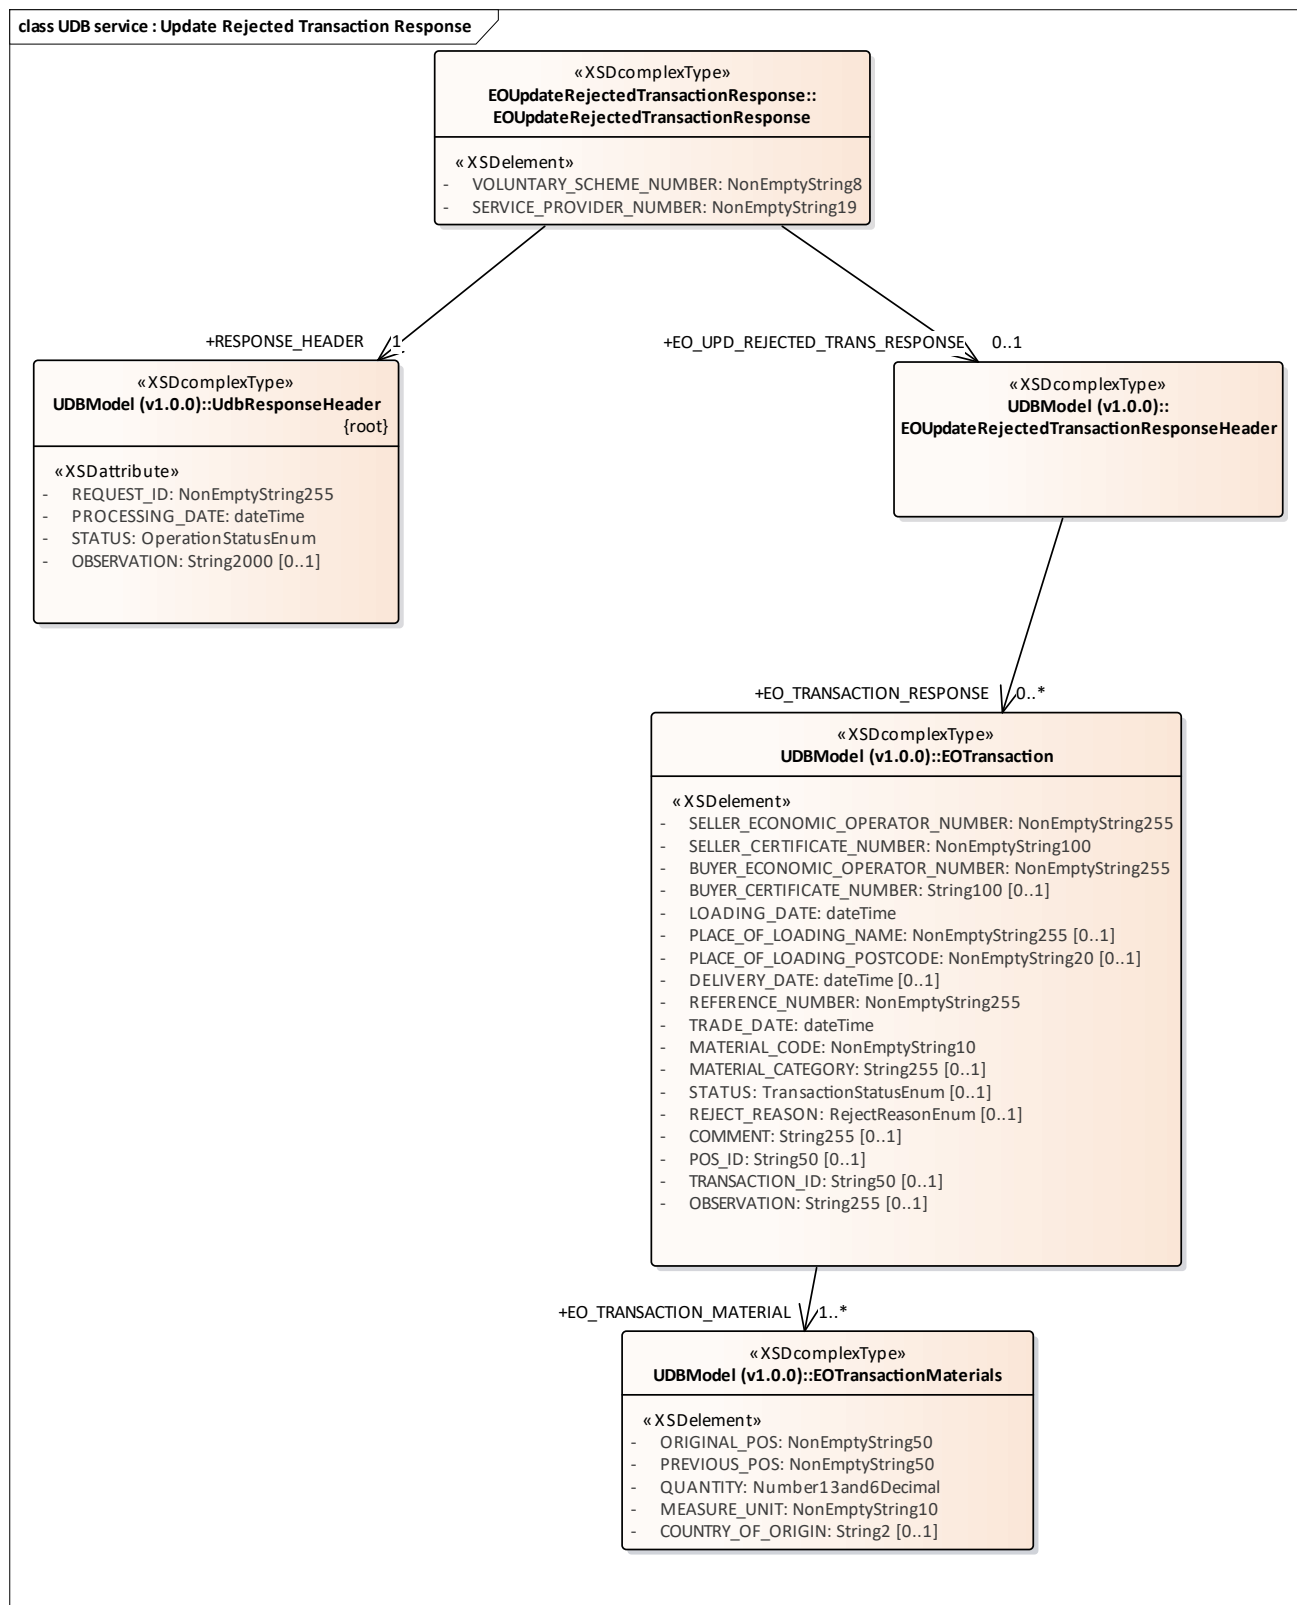 class UDB service : Update Rejected Transaction Response
«XSDcomplexType»
EOUpdateRejectedTransactionResponse::
EOUpdateRejectedTransactionResponse
«XSDelement»
- VOLUNTARY_SCHEME_NUMBER: NonEmptyString8
- SERVICE_PROVIDER_NUMBER: NonEmptyString19
+RESPONSE_HEADER 1
+EO_UPD_REJECTED_TRANS_RESPONSE 0..1
«XSDcomplexType»
UDBModel (v1.0.0)::UdbResponseHeader
{root}
«XSDattribute»
- REQUEST_ID: NonEmptyString255
- PROCESSING_DATE: dateTime
- STATUS: OperationStatusEnum
- OBSERVATION: String2000 [0..1]
«XSDcomplexType»
UDBModel (v1.0.0)::
EOUpdateRejectedTransactionResponseHeader
+EO_TRANSACTION_RESPONSE 0..*
«XSDcomplexType»
UDBModel (v1.0.0)::EOTransaction
«XSDelement»
- SELLER_ECONOMIC_OPERATOR_NUMBER: NonEmptyString255
- SELLER_CERTIFICATE_NUMBER: NonEmptyString100
- BUYER_ECONOMIC_OPERATOR_NUMBER: NonEmptyString255
- BUYER_CERTIFICATE_NUMBER: String100 [0..1]
- LOADING_DATE: dateTime
- PLACE_OF_LOADING_NAME: NonEmptyString255 [0..1]
- PLACE_OF_LOADING_POSTCODE: NonEmptyString20 [0..1]
- DELIVERY_DATE: dateTime [0..1]
- REFERENCE_NUMBER: NonEmptyString255
- TRADE_DATE: dateTime
- MATERIAL_CODE: NonEmptyString10
- MATERIAL_CATEGORY: String255 [0..1]
- STATUS: TransactionStatusEnum [0..1]
- REJECT_REASON: RejectReasonEnum [0..1]
- COMMENT: String255 [0..1]
- POS_ID: String50 [0..1]
- TRANSACTION_ID: String50 [0..1]
- OBSERVATION: String255 [0..1]
+EO_TRANSACTION_MATERIAL 1..*
«XSDcomplexType»
UDBModel (v1.0.0)::EOTransactionMaterials
«XSDelement»
- ORIGINAL_POS: NonEmptyString50
- PREVIOUS_POS: NonEmptyString50
- QUANTITY: Number13and6Decimal
- MEASURE_UNIT: NonEmptyString10
- COUNTRY_OF_ORIGIN: String2 [0..1]